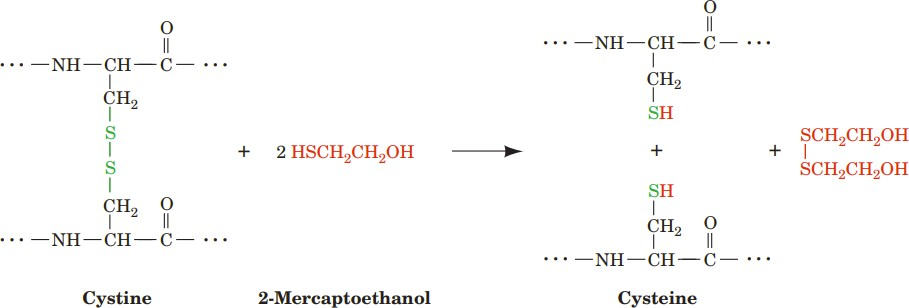 O
··· —NH—CH—C— ···
CH₂
S
S
CH₂ O
··· —NH—CH—C— ···
Cystine
+
2 HSCH₂CH₂OH
2-Mercaptoethanol
O
··· —NH—CH—C— ···
CH₂
SH
+
SH
CH₂ O
··· —NH—CH—C— ···
Cysteine
+
SCH₂CH₂OH
SCH₂CH₂OH